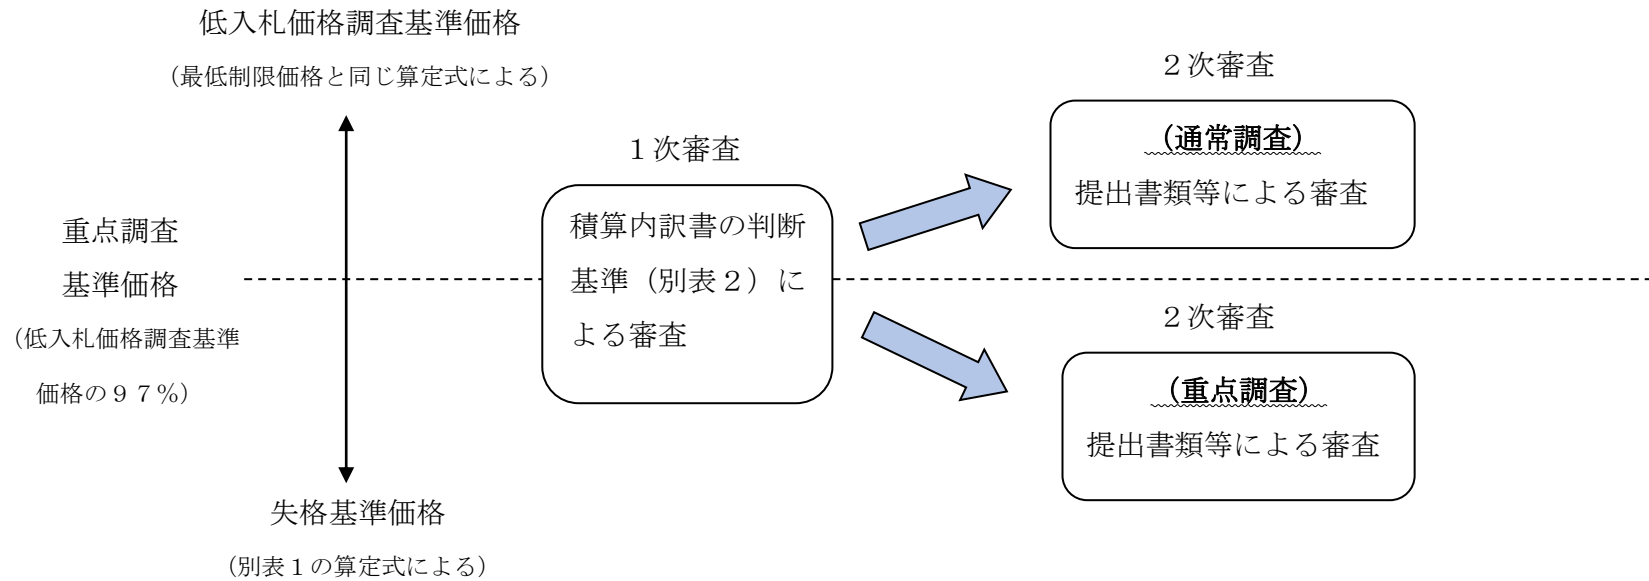 低入札価格調査基準価格
（最低制限価格と同じ算定式による）
重点調査
基準価格
（低入札価格調査基準
価格の９７％）
失格基準価格
（別表１の算定式による）
１次審査
積算内訳書の判断
基準（別表２）に
よる審査
２次審査
（通常調査）
提出書類等による審査
２次審査
（重点調査）
提出書類等による審査